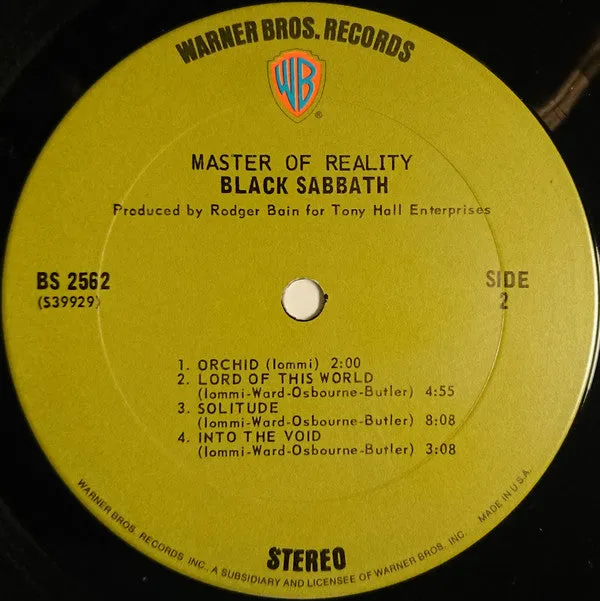 WARNER BROS. RECORDS
WB
®
MASTER OF REALITY
BLACK SABBATH
Produced by Rodger Bain for Tony Hall Enterprises
BS 2562
(S39929)
SIDE
2
1. ORCHID (Iommi) 2:00
2. LORD OF THIS WORLD
(Iommi-Ward-Osbourne-Butler) 4:55
3. SOLITUDE
(Iommi-Ward-Osbourne-Butler) 8:08
4. INTO THE VOID
(Iommi-Ward-Osbourne-Butler) 3:08
STEREO
WARNER BROS. RECORDS INC. A SUBSIDIARY AND LICENSEE OF WARNER BROS. INC. MADE IN U.S.A.